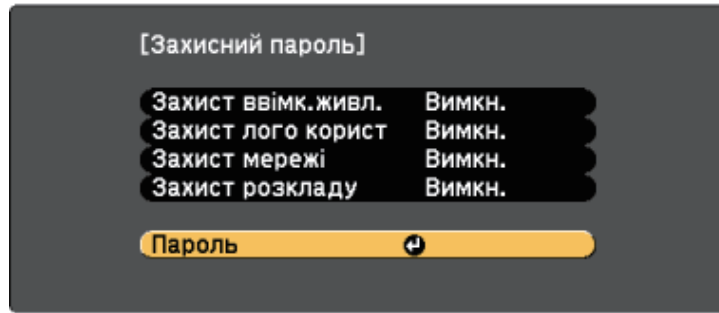 [Захисний пароль]
Захист ввімк.живл. Вимкн.
Захист лого корист Вимкн.
Захист мережі Вимкн.
Захист розкладу Вимкн.
Пароль